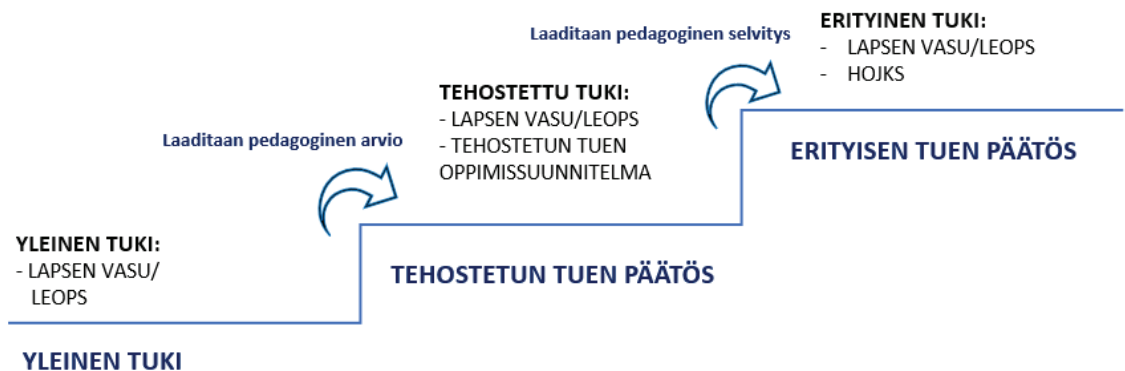 YLEINEN TUKI:
- LAPSEN VASU/
LEOPS
YLEINEN TUKI
Laaditaan pedagoginen arvio
TEHOSTETTU TUKI:
- LAPSEN VASU/LEOPS
- TEHOSTETUN TUEN
OPPIMISSUUNNITELMA
TEHOSTETUN TUEN PÄÄTÖS
Laaditaan pedagoginen selvitys
ERITYINEN TUKI:
- LAPSEN VASU/LEOPS
- HOJKS
ERITYISEN TUEN PÄÄTÖS